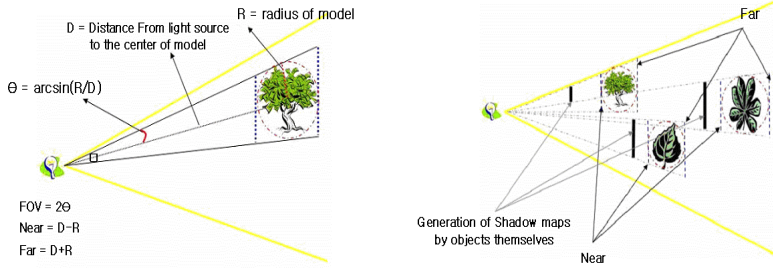 R = radius of model
D = Distance From light source
to the center of model
Θ = arcsin(R/D)
FOV = 2Θ
Near = D-R
Far = D+R
Far
Generation of Shadow maps
by objects themselves
Near